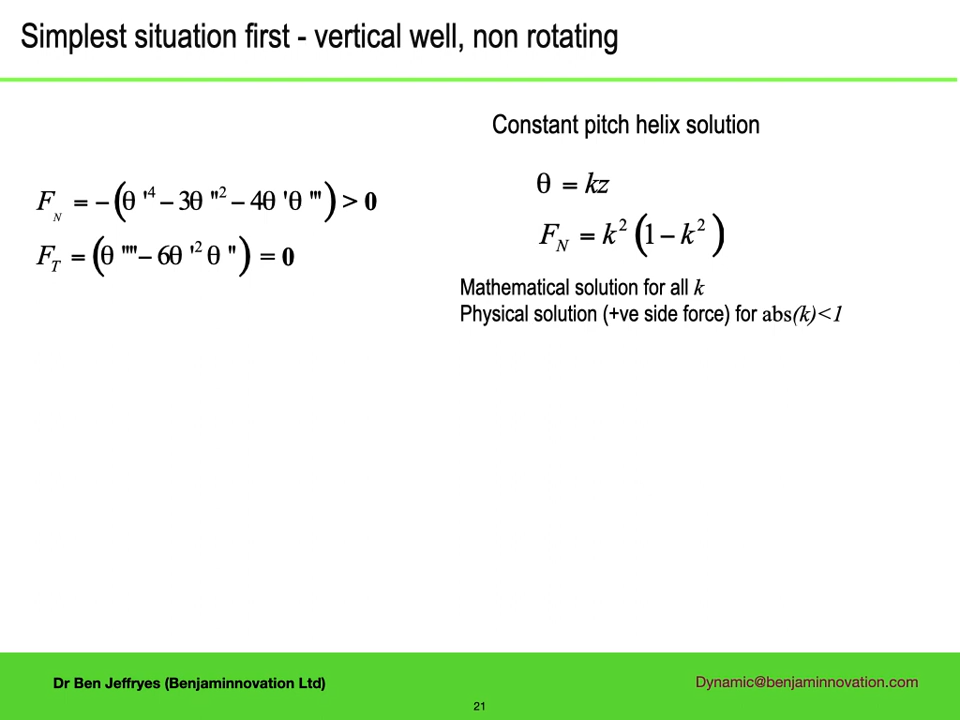 Simplest situation first - vertical well, non rotating
Constant pitch helix solution
F_N = – (θ '⁴ – 3θ ''² – 4θ 'θ ''') > 0
F_T = (θ ''''– 6θ '² θ '') = 0
θ = kz
F_N = k² (1 – k²)
Mathematical solution for all k
Physical solution (+ve side force) for abs(k)<1
Dr Ben Jeffryes (Benjaminnovation Ltd)
Dynamic@benjaminnovation.com
21